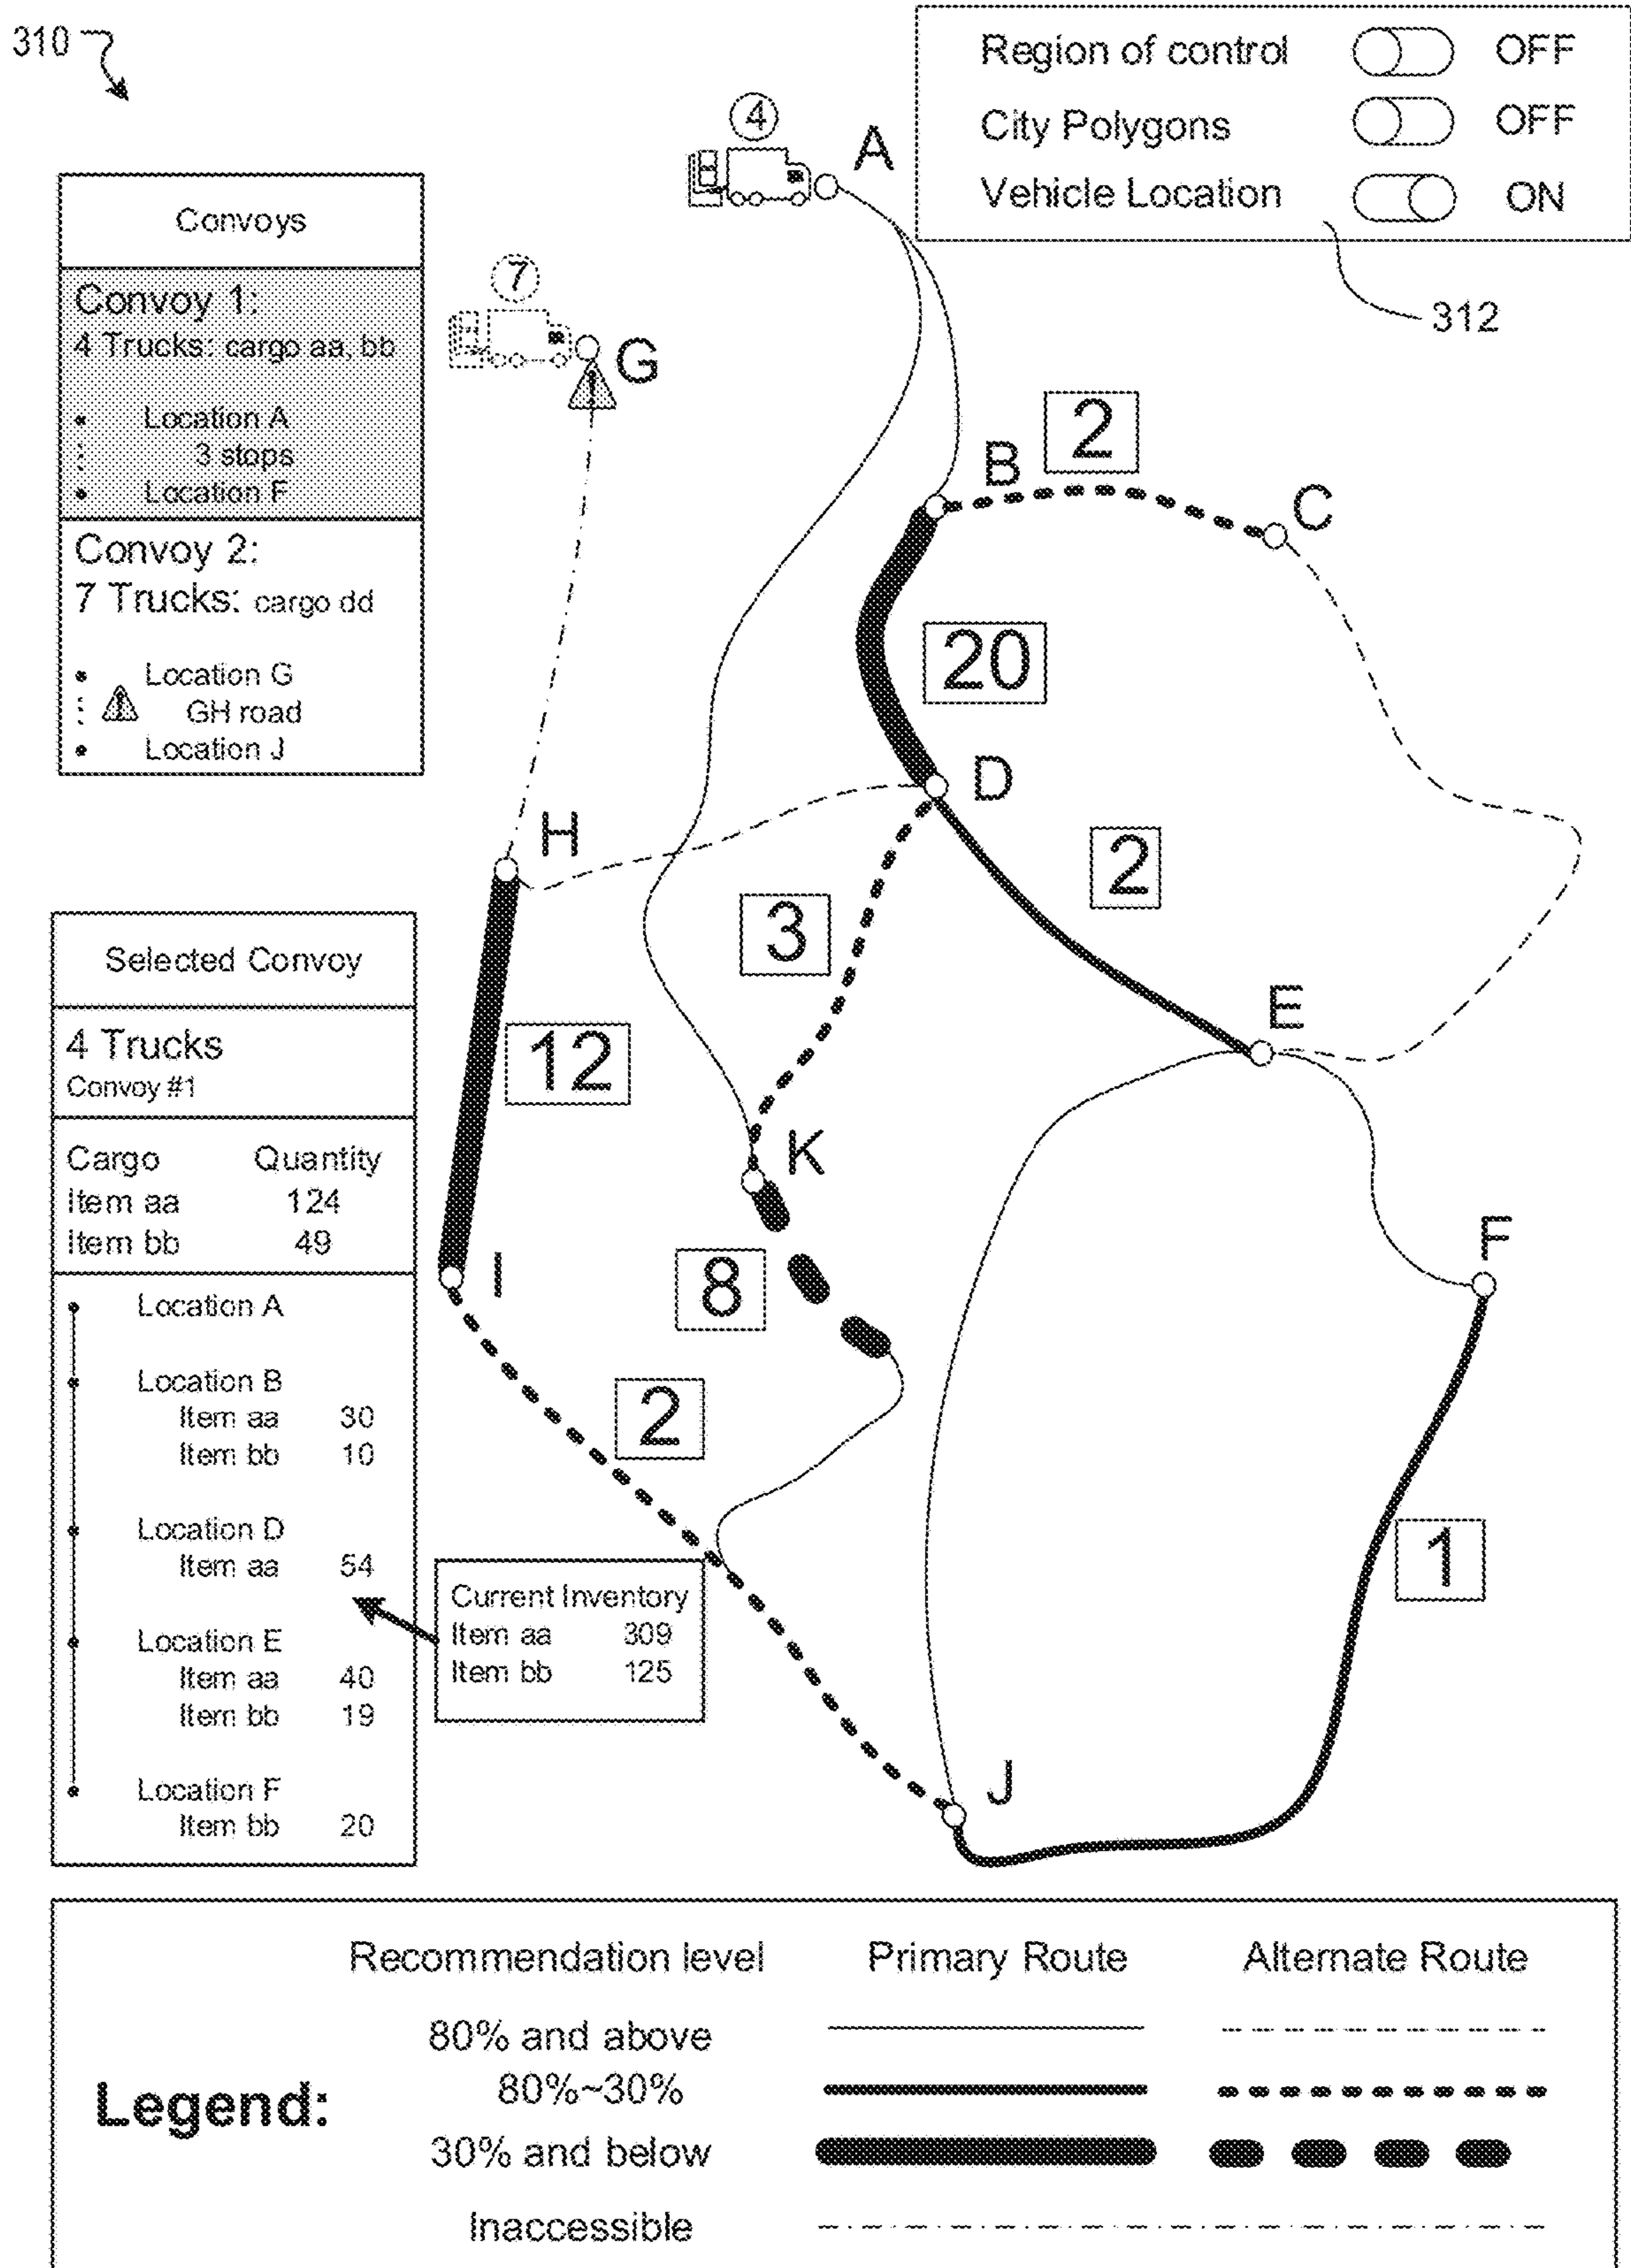 310
Region of control OFF
City Polygons OFF
Vehicle Location ON
312
4
A
7
G
Convoys
Convoy 1:
4 Trucks: cargo aa, bb
Location A
3 stops
Location F
Convoy 2:
7 Trucks: cargo dd
Location G
GH road
Location J
B
2
C
20
D
H
2
3
E
12
K
I
8
F
2
1
J
Selected Convoy
4 Trucks
Convoy #1
Cargo Quantity
Item aa 124
Item bb 49
Location A
Location B
Item aa 30
Item bb 10
Location D
Item aa 54
Location E
Item aa 40
Item bb 19
Location F
Item bb 20
Current Inventory
Item aa 309
Item bb 125
Legend:
Recommendation level Primary Route Alternate Route
80% and above
80%~30%
30% and below
Inaccessible